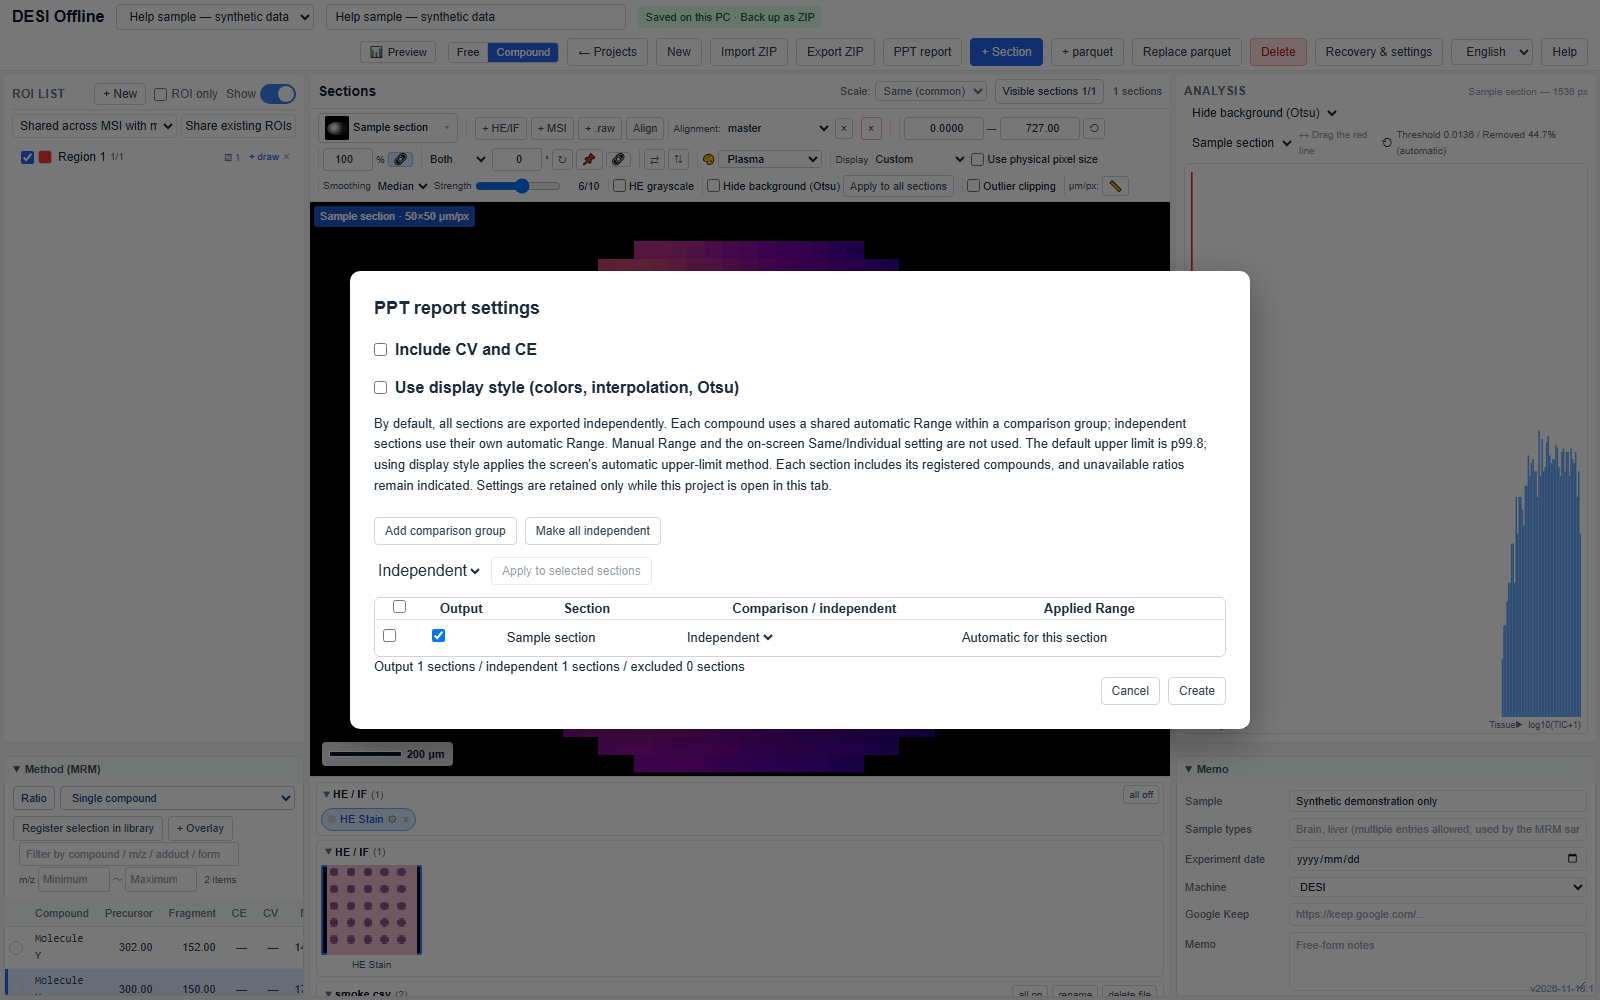 DESI Offline
Help sample — synthetic data
Help sample — synthetic data
Saved on this PC · Back up as ZIP
Preview
Free
Compound
← Projects
New
Import ZIP
Export ZIP
PPT report
+ Section
+ parquet
Replace parquet
Delete
Recovery & settings
English
Help
ROI LIST
+ New
ROI only
Show
Shared across MSI with m
Share existing ROIs
Region 1 1/1
1
+ draw ×
Sections
Scale: Same (common)
Visible sections 1/1
1 sections
Sample section
+ HE/IF
+ MSI
+ .raw
Align
Alignment: master
×
×
0.0000 — 727.00
100 %
Both
0 °
Plasma
Display Custom
Use physical pixel size
Smoothing Median
Strength 6/10
HE grayscale
Hide background (Otsu)
Apply to all sections
Outlier clipping
µm/px:
Sample section · 50×50 µm/px
ANALYSIS
Sample section — 1536 px
Hide background (Otsu)
Sample section
↔ Drag the red
line
Threshold 0.0136 / Removed 44.7%
(automatic)
PPT report settings
Include CV and CE
Use display style (colors, interpolation, Otsu)
By default, all sections are exported independently. Each compound uses a shared automatic Range within a comparison group; independent
sections use their own automatic Range. Manual Range and the on-screen Same/Individual setting are not used. The default upper limit is p99.8;
using display style applies the screen's automatic upper-limit method. Each section includes its registered compounds, and unavailable ratios
remain indicated. Settings are retained only while this project is open in this tab.
Add comparison group
Make all independent
Independent
Apply to selected sections
Output Section Comparison / independent Applied Range
Sample section Independent Automatic for this section
Output 1 sections / independent 1 sections / excluded 0 sections
Cancel
Create
200 µm
Tissue▶ log10(TIC+1)
▼ Method (MRM)
Ratio
Single compound
Register selection in library
+ Overlay
Filter by compound / m/z / adduct / form
m/z Minimum ～ Maximum 2 items
Compound Precursor Fragment CE CV
Molecule
Y
302.00 152.00 — —
Molecule
300.00 150.00 — —
▼ HE / IF (1)
all off
HE Stain ×
▼ HE / IF (1)
HE Stain
▼ smoke.csv (2)
all on
rename
delete file
▼ Memo
Sample Synthetic demonstration only
Sample types Brain, liver (multiple entries allowed; used by the MRM sar
Experiment date yyyy/mm/dd
Machine DESI
Google Keep https://keep.google.com/...
Memo Free-form notes